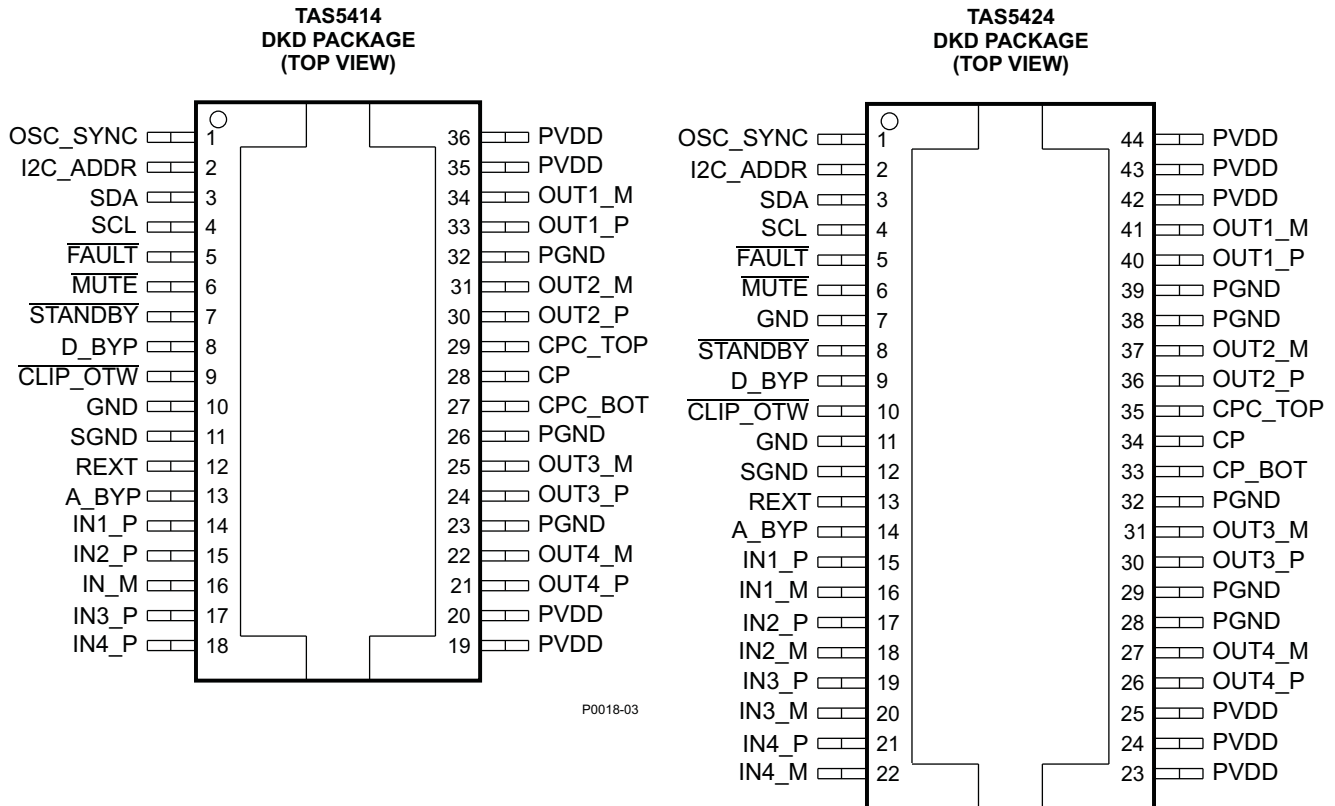 TAS5414
DKD PACKAGE
(TOP VIEW)
OSC_SYNC 1 36 PVDD
I2C_ADDR 2 35 PVDD
SDA 3 34 OUT1_M
SCL 4 33 OUT1_P
FAULT 5 32 PGND
MUTE 6 31 OUT2_M
STANDBY 7 30 OUT2_P
D_BYP 8 29 CPC_TOP
CLIP_OTW 9 28 CP
GND 10 27 CPC_BOT
SGND 11 26 PGND
REXT 12 25 OUT3_M
A_BYP 13 24 OUT3_P
IN1_P 14 23 PGND
IN2_P 15 22 OUT4_M
IN_M 16 21 OUT4_P
IN3_P 17 20 PVDD
IN4_P 18 19 PVDD
P0018-03
TAS5424
DKD PACKAGE
(TOP VIEW)
OSC_SYNC 1 44 PVDD
I2C_ADDR 2 43 PVDD
SDA 3 42 PVDD
SCL 4 41 OUT1_M
FAULT 5 40 OUT1_P
MUTE 6 39 PGND
GND 7 38 PGND
STANDBY 8 37 OUT2_M
D_BYP 9 36 OUT2_P
CLIP_OTW 10 35 CPC_TOP
GND 11 34 CP
SGND 12 33 CP_BOT
REXT 13 32 PGND
A_BYP 14 31 OUT3_M
IN1_P 15 30 OUT3_P
IN1_M 16 29 PGND
IN2_P 17 28 PGND
IN2_M 18 27 OUT4_M
IN3_P 19 26 OUT4_P
IN3_M 20 25 PVDD
IN4_P 21 24 PVDD
IN4_M 22 23 PVDD